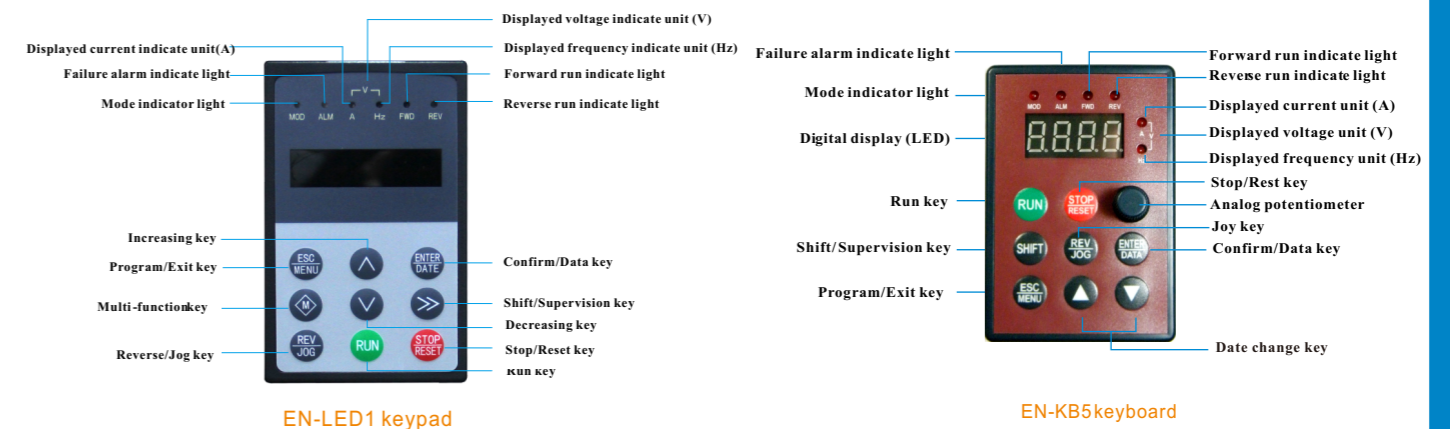 Displayed voltage indicate unit (V)
Displayed current indicate unit(A)
Displayed frequency indicate unit (Hz)
Failure alarm indicate light
Forward run indicate light
Mode indicator light
Reverse run indicate light
V
MOD ALM A Hz FWD REV
Increasing key
Program/Exit key
Confirm/Data key
ESC
MENU
ENTER
DATE
Multi-functionkey
M
Shift/Supervision key
Decreasing key
Reverse/Jog key
REV
JOG
RUN
STOP
RESET
Stop/Reset key
Run key
EN-LED1 keypad
Failure alarm indicate light
Forward run indicate light
Reverse run indicate light
Mode indicator light
MOD ALM FWD REV
Displayed current unit (A)
Digital display (LED)
8.8.8.8
A
V
Hz
Displayed voltage unit (V)
Displayed frequency unit (Hz)
Stop/Rest key
Run key
RUN
STOP
RESET
Analog potentiometer
Joy key
Shift/Supervision key
SHIFT
REV
JOG
ENTER
DATA
Confirm/Data key
Program/Exit key
ESC
MENU
Date change key
EN-KB5keyboard